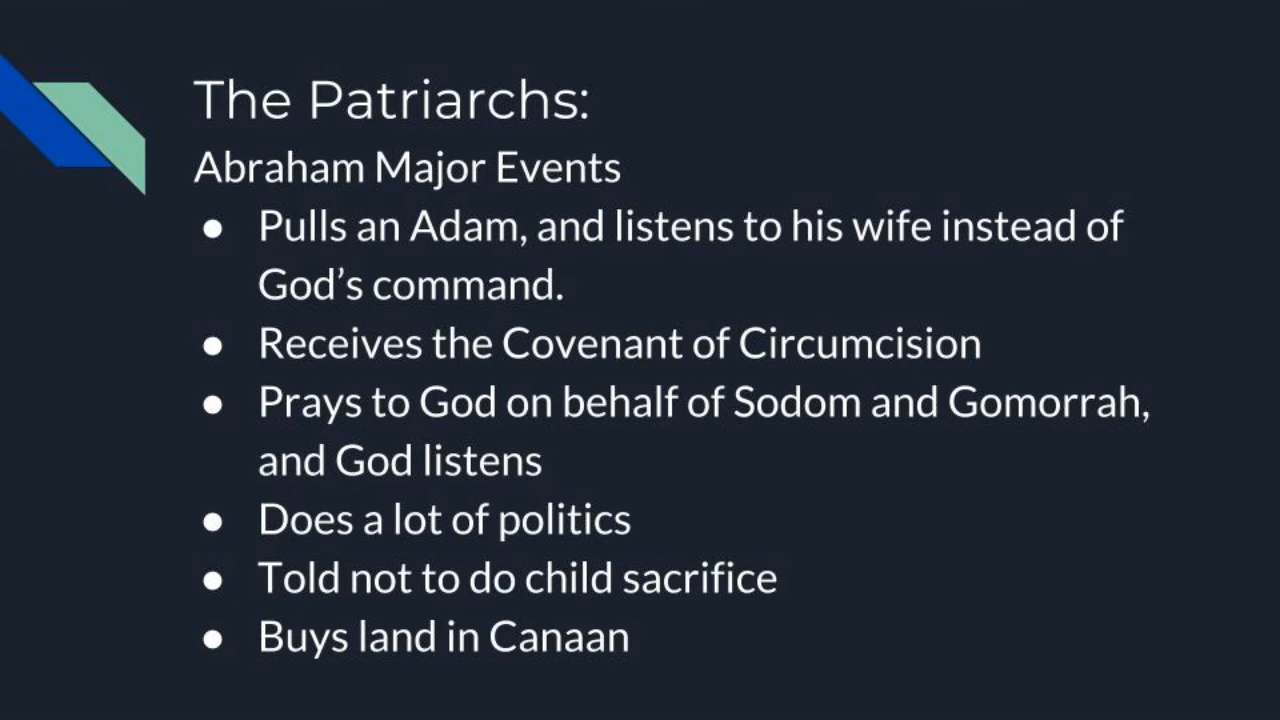 The Patriarchs:
Abraham Major Events
● Pulls an Adam, and listens to his wife instead of
God’s command.
● Receives the Covenant of Circumcision
● Prays to God on behalf of Sodom and Gomorrah,
and God listens
● Does a lot of politics
● Told not to do child sacrifice
● Buys land in Canaan